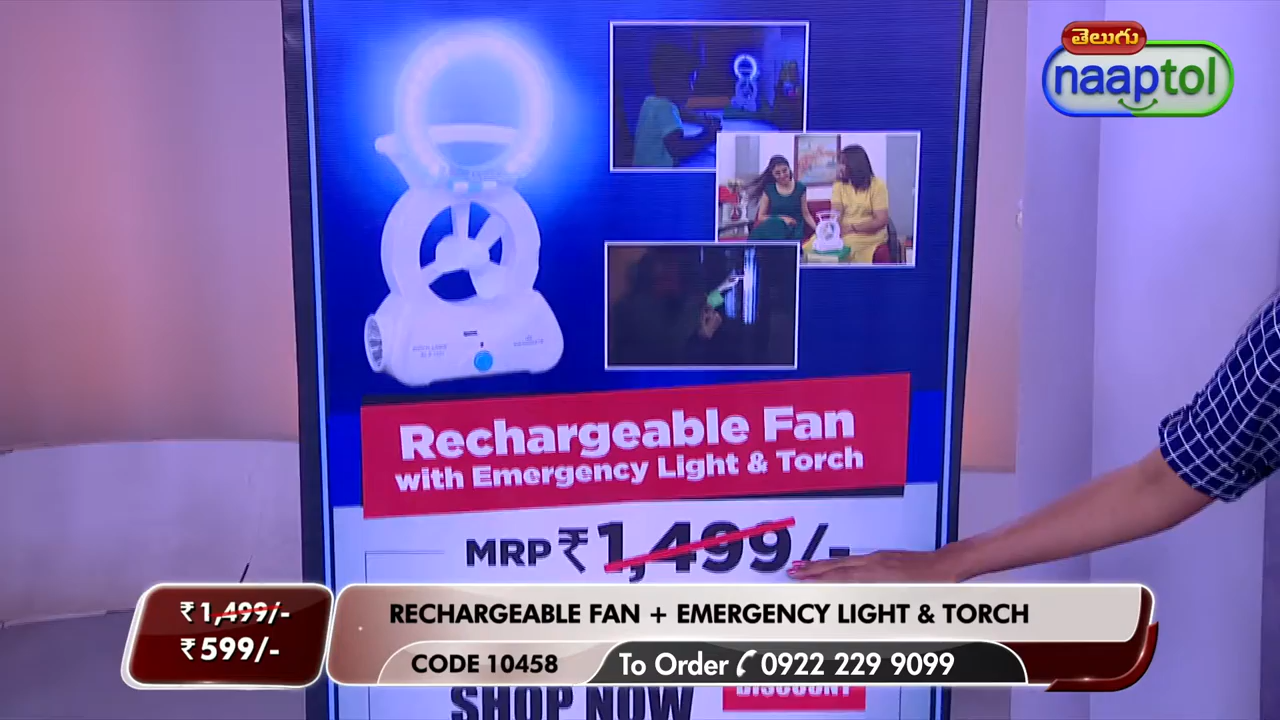 తెలుగు
naaptol
Rechargeable Fan
with Emergency Light & Torch
MRP ₹1,499/-
₹1,499/-
₹599/-
RECHARGEABLE FAN + EMERGENCY LIGHT & TORCH
CODE 10458
To Order 0922 229 9099
SHOP NOW
DISCOUNT